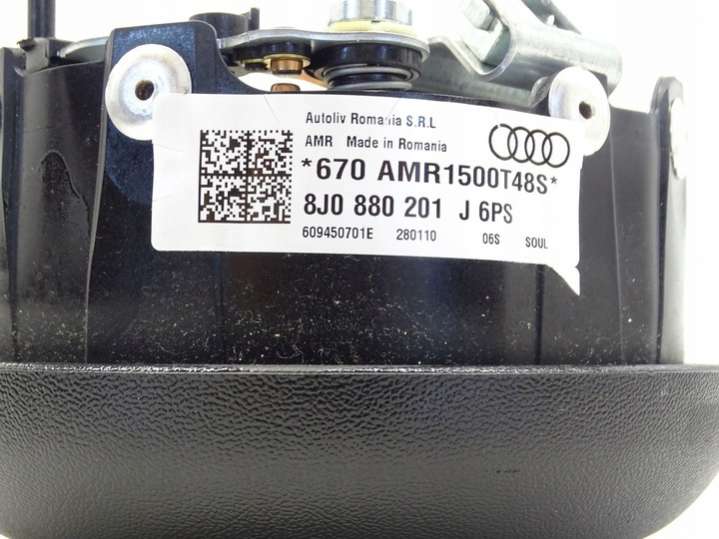 Autoliv Romania S.R.L
AMR Made in Romania
*670 AMR1500T48S*
8J0 880 201 J 6PS
609450701E 280110 06S SOUL